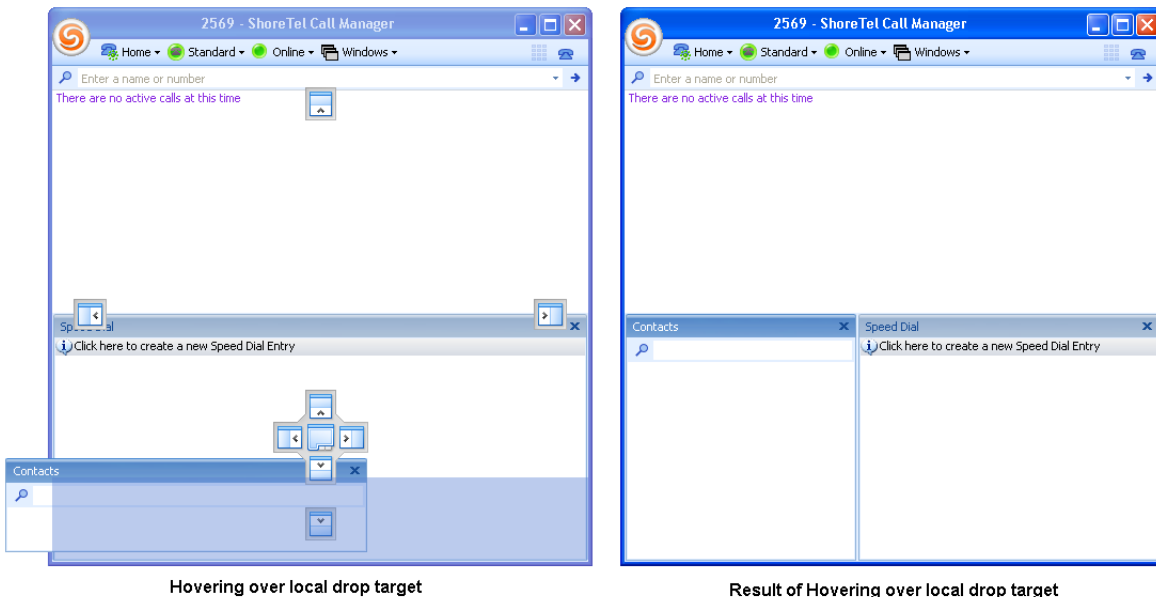 2569 - ShoreTel Call Manager
Home Standard Online Windows
Enter a name or number
There are no active calls at this time
Speed Dial
Click here to create a new Speed Dial Entry
Contacts
Hovering over local drop target
2569 - ShoreTel Call Manager
Home Standard Online Windows
Enter a name or number
There are no active calls at this time
Contacts
Speed Dial
Click here to create a new Speed Dial Entry
Result of Hovering over local drop target